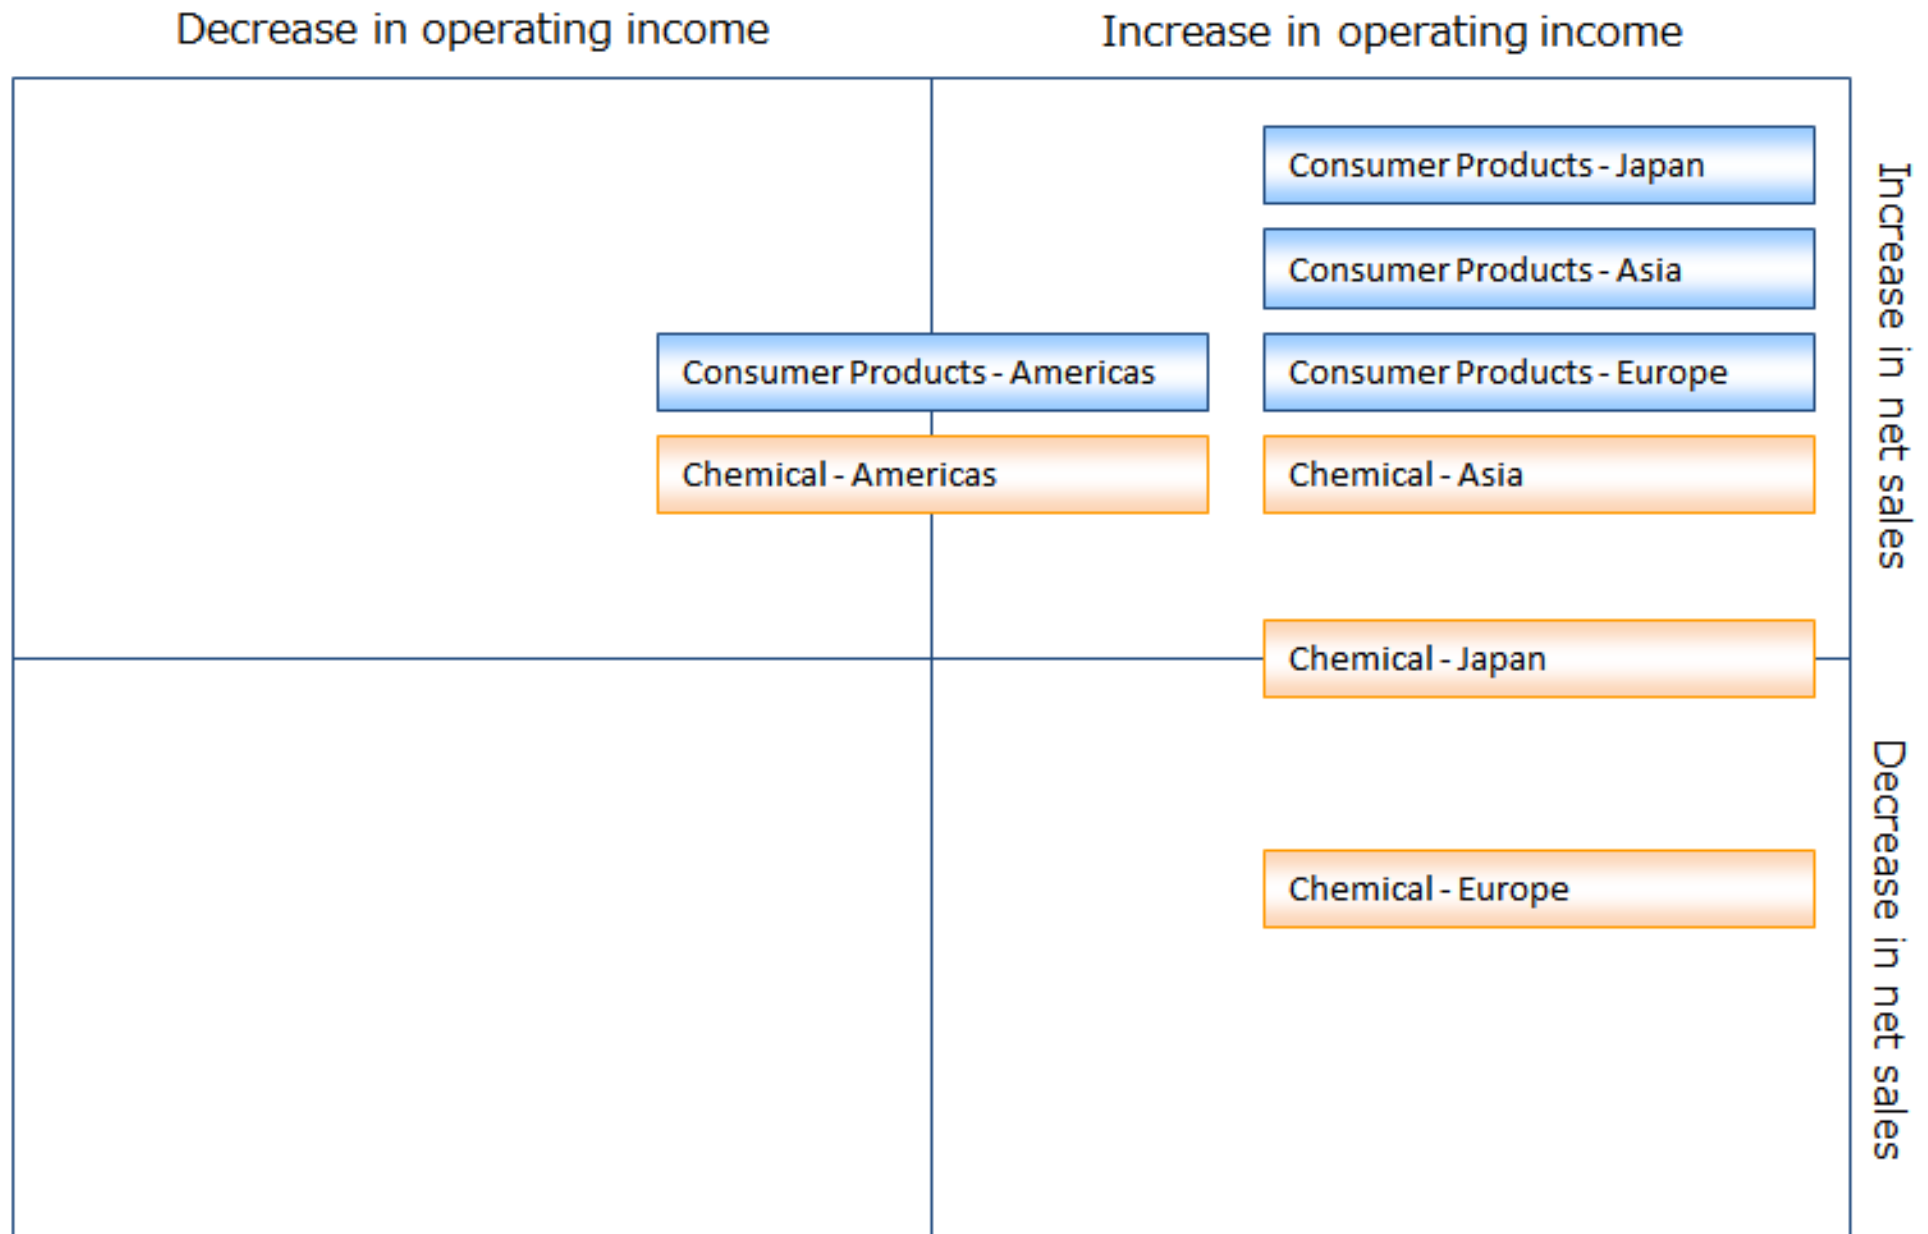 Decrease in operating income
Increase in operating income
Consumer Products - Japan
Consumer Products - Asia
Consumer Products - Americas
Consumer Products - Europe
Chemical - Americas
Chemical - Asia
Chemical - Japan
Chemical - Europe
Increase in net sales
Decrease in net sales